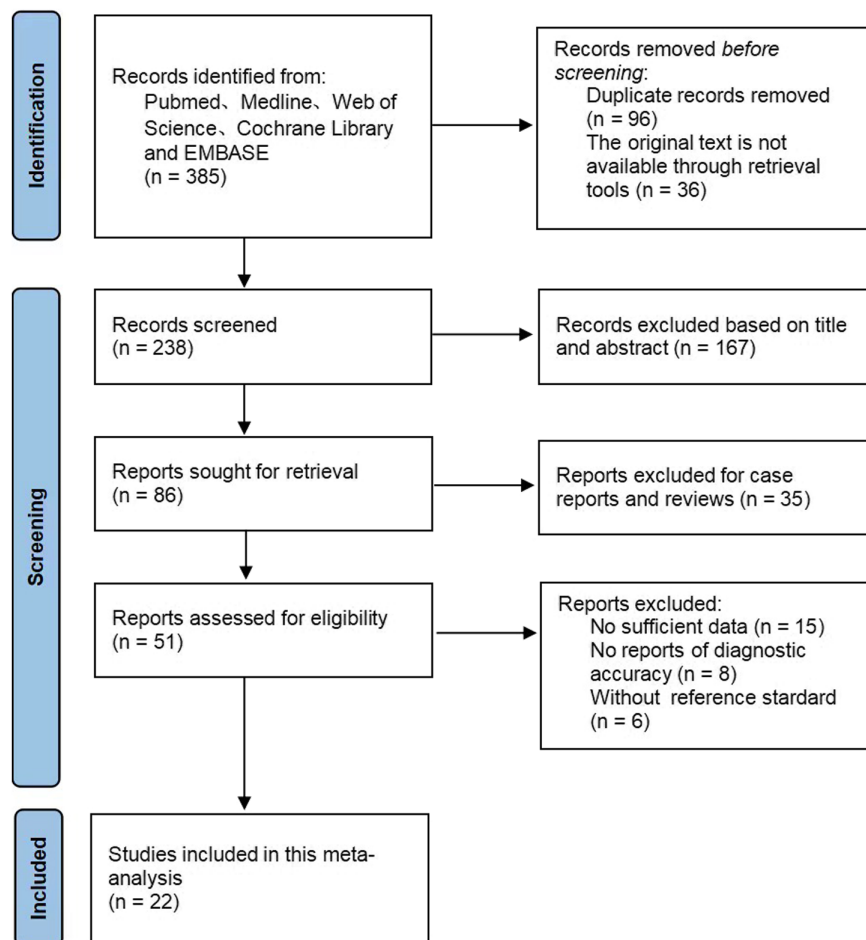 Identification
Records identified from:
Pubmed、Medline、Web of
Science、Cochrane Library
and EMBASE
(n = 385)
Records removed before
screening:
Duplicate records removed
(n = 96)
The original text is not
available through retrieval
tools (n = 36)
Screening
Records screened
(n = 238)
Records excluded based on title
and abstract (n = 167)
Reports sought for retrieval
(n = 86)
Reports excluded for case
reports and reviews (n = 35)
Reports assessed for eligibility
(n = 51)
Reports excluded:
No sufficient data (n = 15)
No reports of diagnostic
accuracy (n = 8)
Without reference stardard
(n = 6)
Included
Studies included in this meta-
analysis
(n = 22)